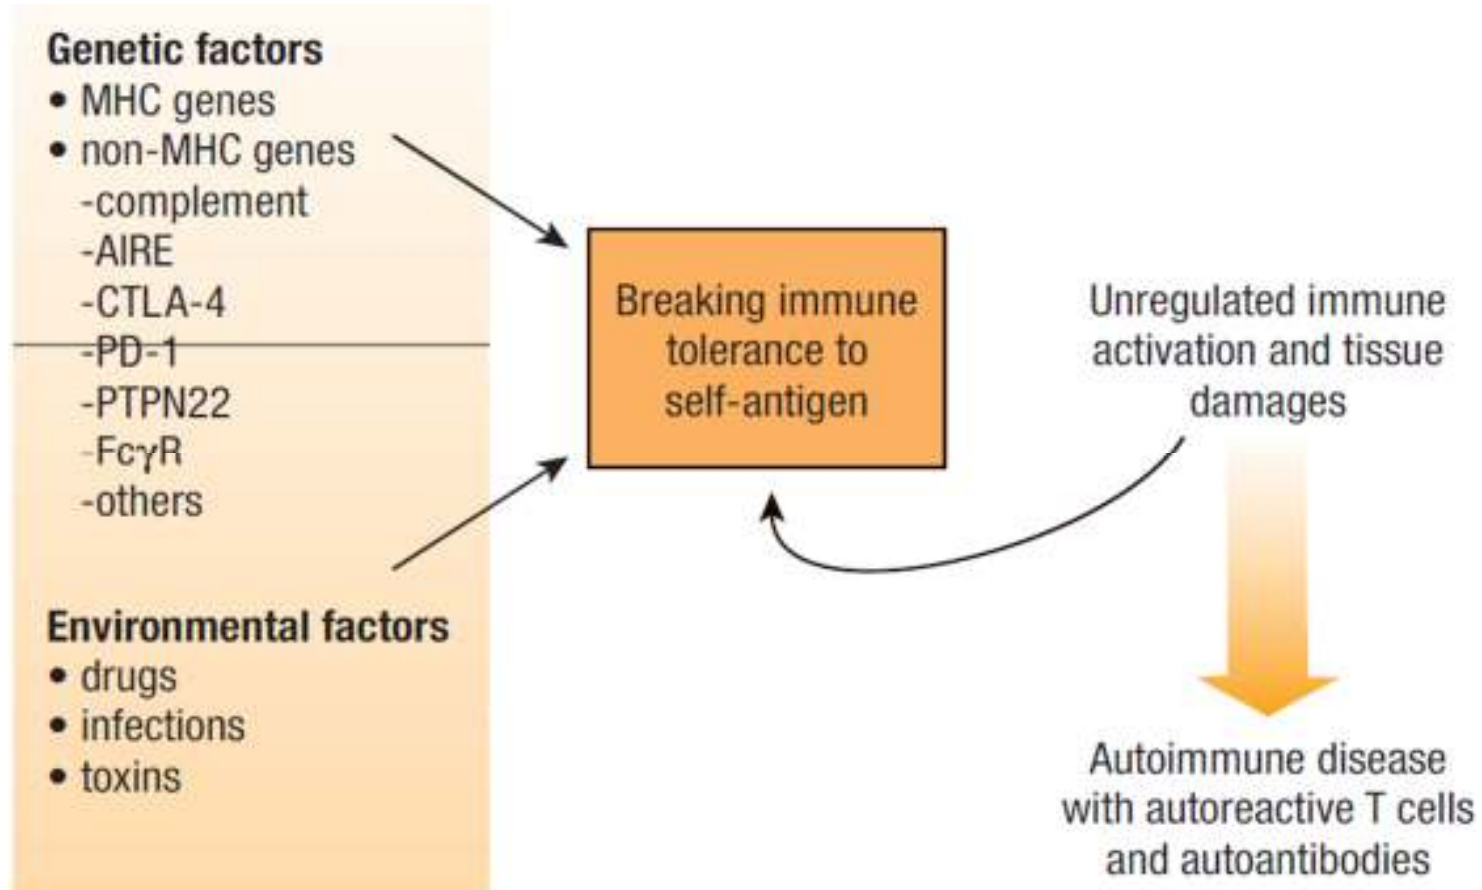 Genetic factors
• MHC genes
• non-MHC genes
-complement
-AIRE
-CTLA-4
-PD-1
-PTPN22
-FcγR
-others
Environmental factors
• drugs
• infections
• toxins
Breaking immune
tolerance to
self-antigen
Unregulated immune
activation and tissue
damages
Autoimmune disease
with autoreactive T cells
and autoantibodies